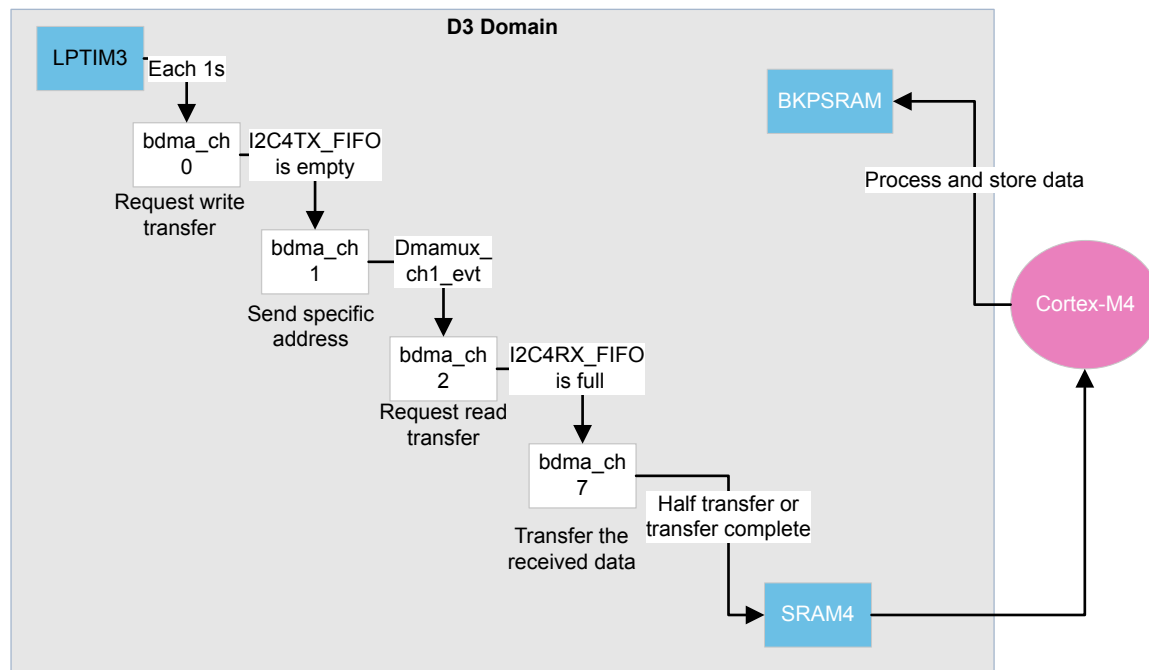 D3 Domain
LPTIM3
Each 1s
bdma_ch
0
Request write
transfer
I2C4TX_FIFO
is empty
bdma_ch
1
Send specific
address
Dmamux_
ch1_evt
bdma_ch
2
Request read
transfer
I2C4RX_FIFO
is full
bdma_ch
7
Transfer the
received data
Half transfer or
transfer complete
SRAM4
Cortex-M4
Process and store data
BKPSRAM